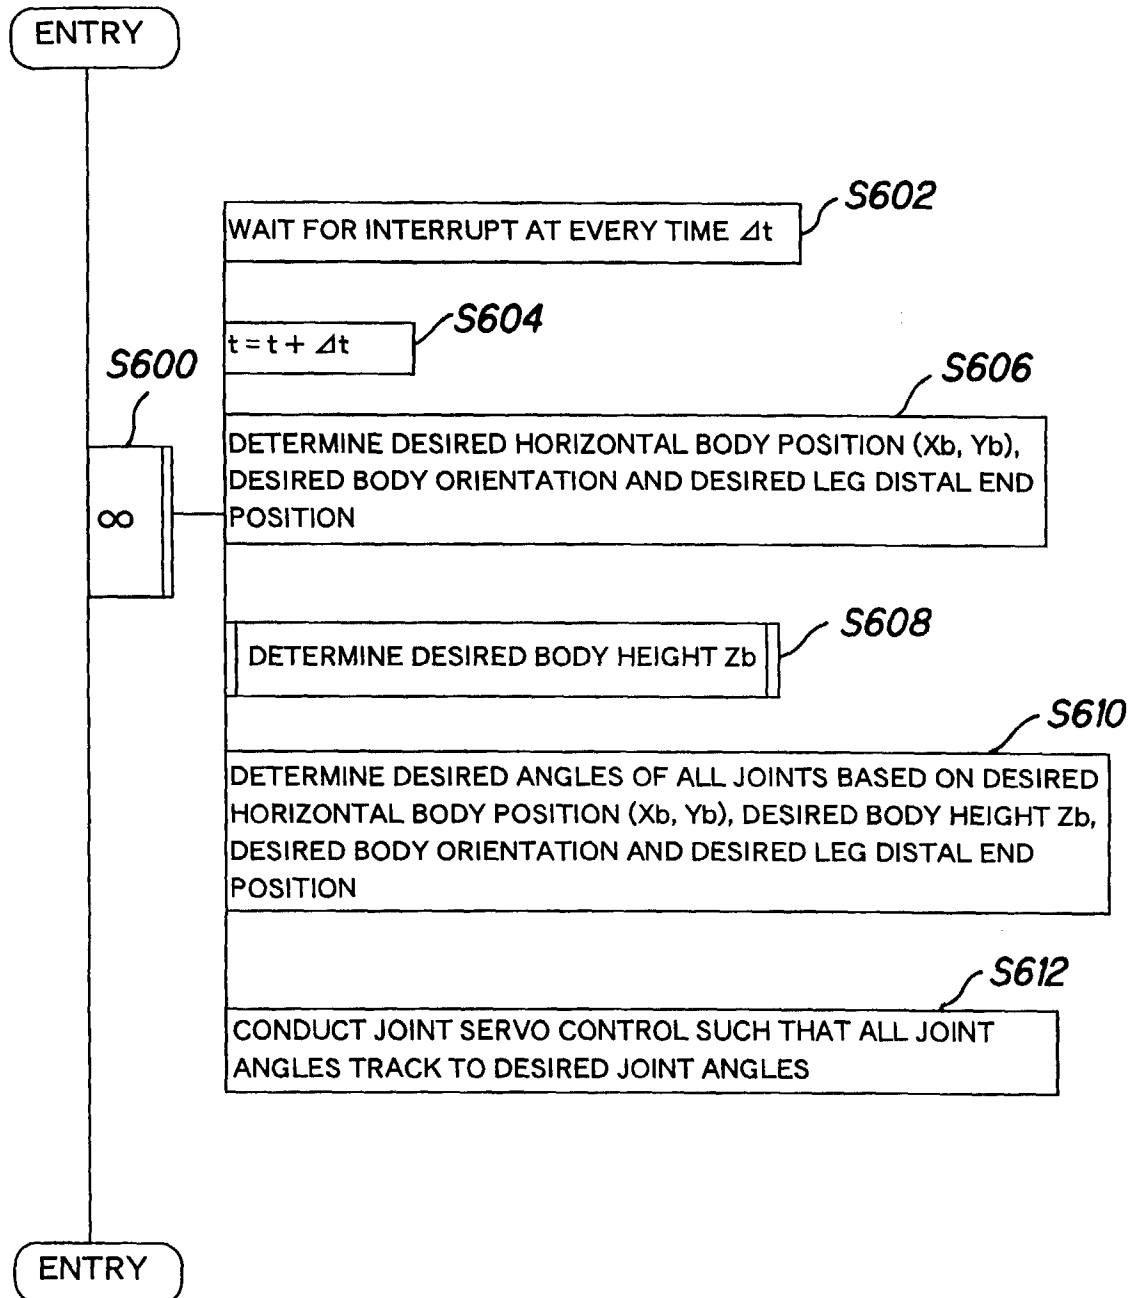 ENTRY
S602
WAIT FOR INTERRUPT AT EVERY TIME ⊿t
S604
t = t + ⊿t
S600
∞
S606
DETERMINE DESIRED HORIZONTAL BODY POSITION (Xb, Yb),
DESIRED BODY ORIENTATION AND DESIRED LEG DISTAL END
POSITION
S608
DETERMINE DESIRED BODY HEIGHT Zb
S610
DETERMINE DESIRED ANGLES OF ALL JOINTS BASED ON DESIRED
HORIZONTAL BODY POSITION (Xb, Yb), DESIRED BODY HEIGHT Zb,
DESIRED BODY ORIENTATION AND DESIRED LEG DISTAL END
POSITION
S612
CONDUCT JOINT SERVO CONTROL SUCH THAT ALL JOINT
ANGLES TRACK TO DESIRED JOINT ANGLES
ENTRY